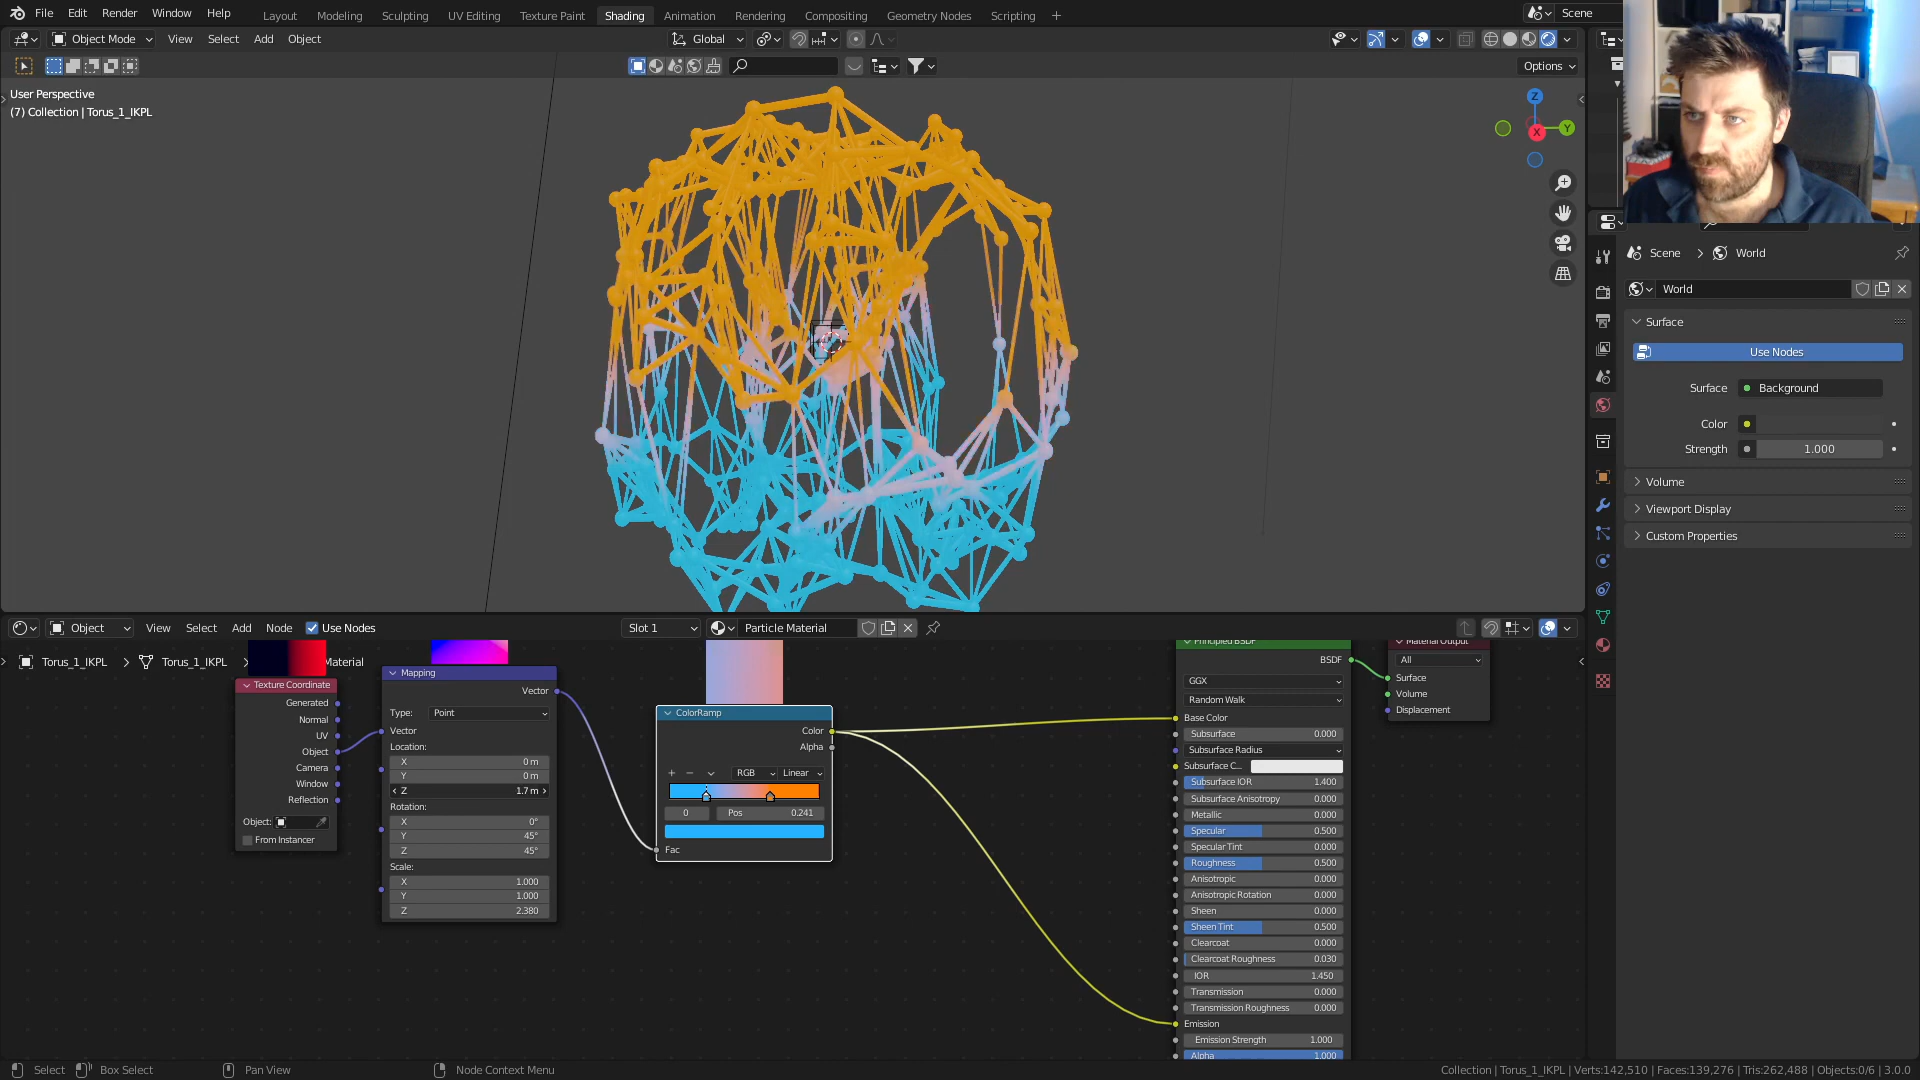 File Edit Render Window Help Layout Modeling Sculpting UV Editing Texture Paint Shading Animation Rendering Compositing Geometry Nodes Scripting + Scene
Object Mode View Select Add Object Global
Options
User Perspective
(7) Collection | Torus_1_IKPL
Z
Y
X
Scene > World
World
Surface
Use Nodes
Surface Background
Color
Strength 1.000
Volume
Viewport Display
Custom Properties
Object View Select Add Node Use Nodes Slot 1 Particle Material
Torus_1_IKPL > Torus_1_IKPL > Material
Texture Coordinate
Generated
Normal
UV
Object
Camera
Window
Reflection
Object:
From Instancer
Mapping
Vector
Type: Point
Vector
Location:
X 0 m
Y 0 m
Z 1.7 m
Rotation:
X 0°
Y 45°
Z 45°
Scale:
X 1.000
Y 1.000
Z 2.380
ColorRamp
Color
Alpha
+ − RGB Linear
0 Pos 0.241
Fac
Principled BSDF
BSDF
GGX
Random Walk
Base Color
Subsurface 0.000
Subsurface Radius
Subsurface C...
Subsurface IOR 1.400
Subsurface Anisotropy 0.000
Metallic 0.000
Specular 0.500
Specular Tint 0.000
Roughness 0.500
Anisotropic 0.000
Anisotropic Rotation 0.000
Sheen 0.000
Sheen Tint 0.500
Clearcoat 0.000
Clearcoat Roughness 0.030
IOR 1.450
Transmission 0.000
Transmission Roughness 0.000
Emission
Emission Strength 1.000
Alpha 1.000
Material Output
All
Surface
Volume
Displacement
Select Box Select Pan View Node Context Menu Collection | Torus_1_IKPL | Verts:142,510 | Faces:139,276 | Tris:262,488 | Objects:0/6 | 3.0.0